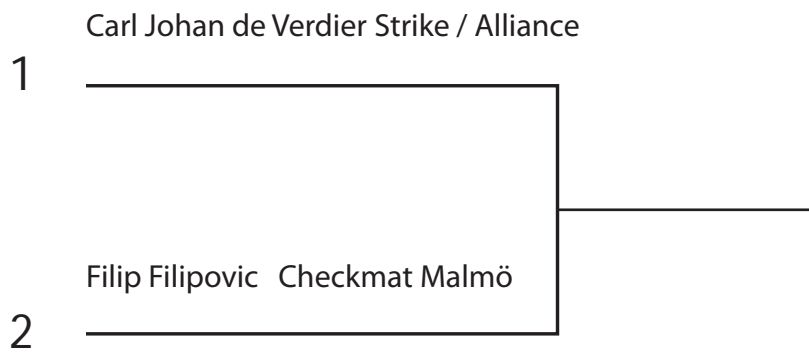 Carl Johan de Verdier Strike / Alliance
1
Filip Filipovic Checkmat Malmö
2